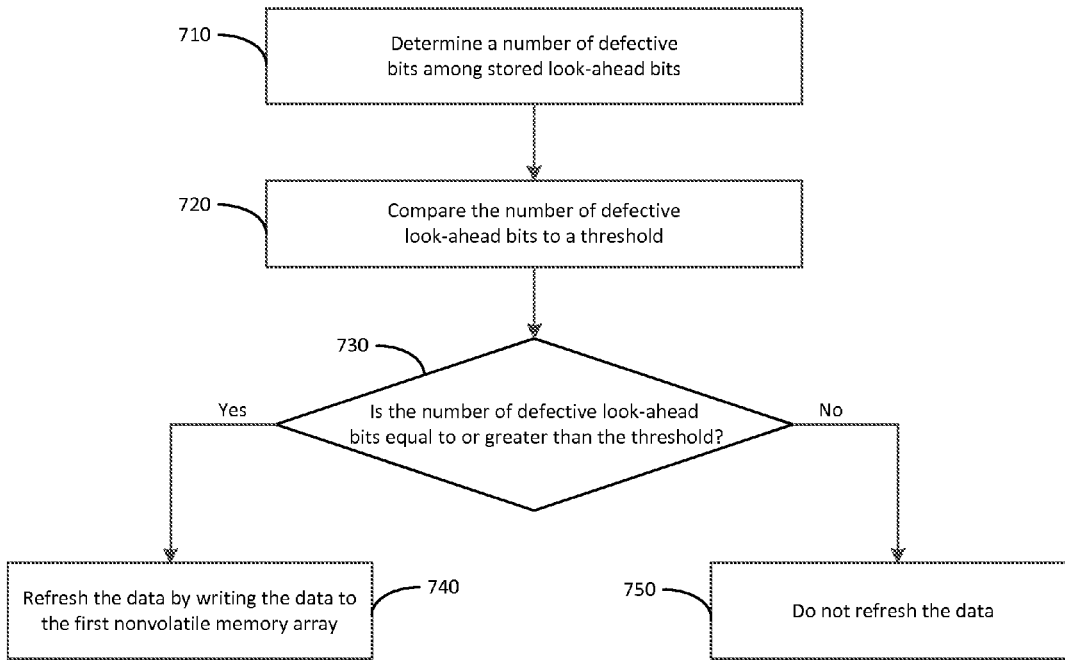 710
Determine a number of defective
bits among stored look-ahead bits
720
Compare the number of defective
look-ahead bits to a threshold
730
Yes
Is the number of defective look-ahead
bits equal to or greater than the threshold?
No
Refresh the data by writing the data to
the first nonvolatile memory array
740
750
Do not refresh the data